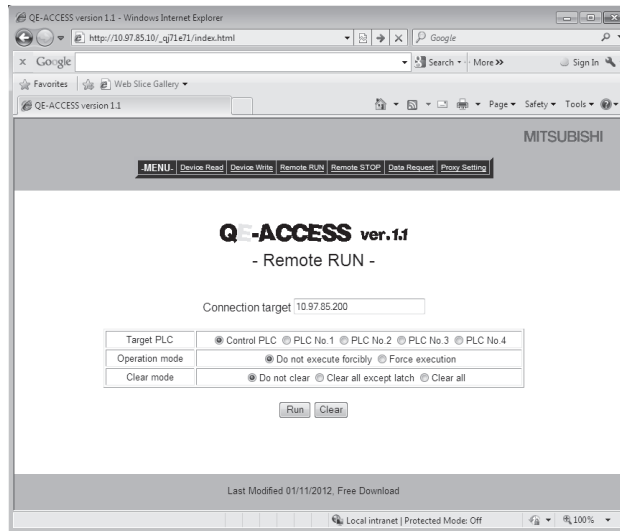 QE-ACCESS version 1.1 - Windows Internet Explorer
http://10.97.85.10/_qj71e71/index.html
Google
x Google
Search
More >>
Sign In
Favorites
Web Slice Gallery
QE-ACCESS version 1.1
Page
Safety
Tools
MITSUBISHI
-MENU- Device Read Device Write Remote RUN Remote STOP Data Request Proxy Setting
QE-ACCESS ver.1.1
- Remote RUN -
Connection target 10.97.85.200
Target PLC Control PLC PLC No.1 PLC No.2 PLC No.3 PLC No.4
Operation mode Do not execute forcibly Force execution
Clear mode Do not clear Clear all except latch Clear all
Run Clear
Last Modified 01/11/2012, Free Download
Local intranet | Protected Mode: Off
100%